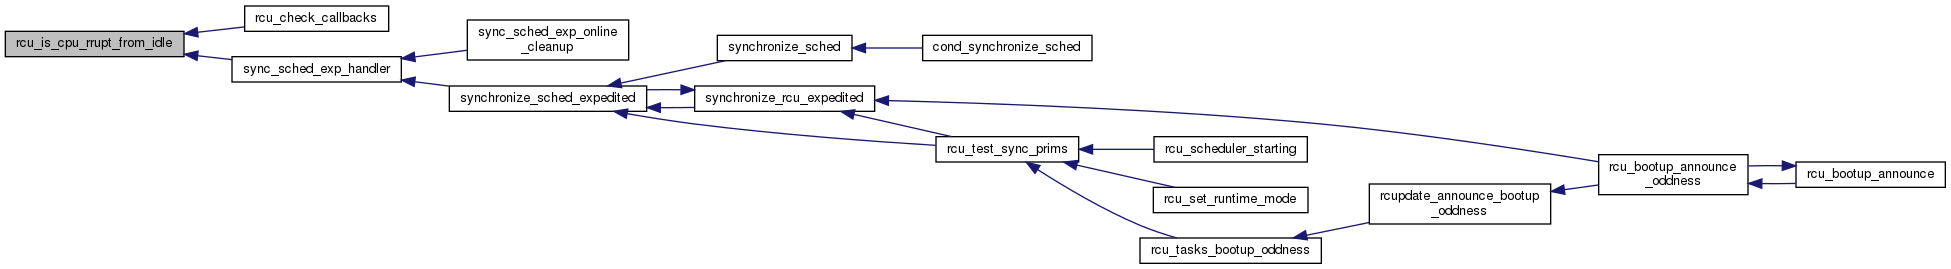 rcu_is_cpu_rrupt_from_idle
rcu_check_callbacks
sync_sched_exp_handler
sync_sched_exp_online
_cleanup
synchronize_sched_expedited
synchronize_sched
cond_synchronize_sched
synchronize_rcu_expedited
rcu_test_sync_prims
rcu_scheduler_starting
rcu_set_runtime_mode
rcu_tasks_bootup_oddness
rcupdate_announce_bootup
_oddness
rcu_bootup_announce
_oddness
rcu_bootup_announce